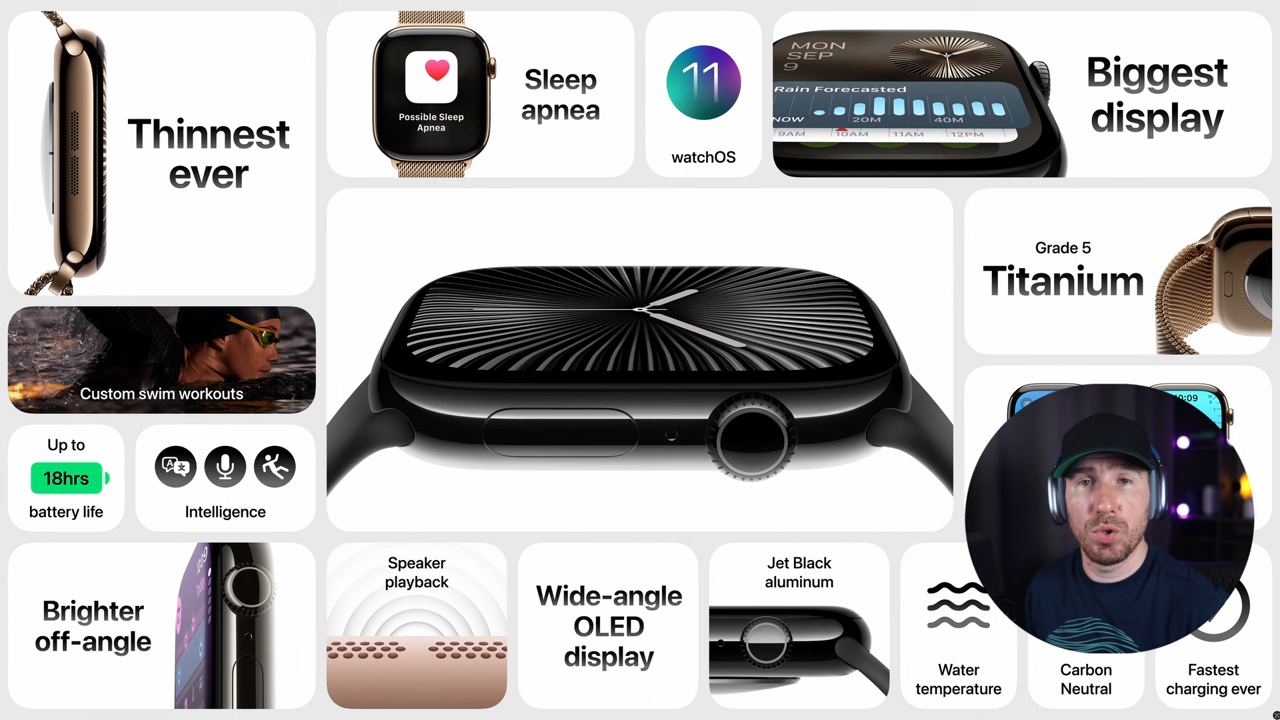 Thinnest
ever
Possible Sleep
Apnea
Sleep
apnea
11
watchOS
MON
SEP
9
Rain Forecasted
NOW
20M
40M
9AM
10AM
11AM
12PM
Biggest
display
Grade 5
Titanium
Custom swim workouts
Up to
18hrs
battery life
A
Intelligence
10:09
Brighter
off-angle
Speaker
playback
Wide-angle
OLED
display
Jet Black
aluminum
Water
temperature
Carbon
Neutral
Fastest
charging ever